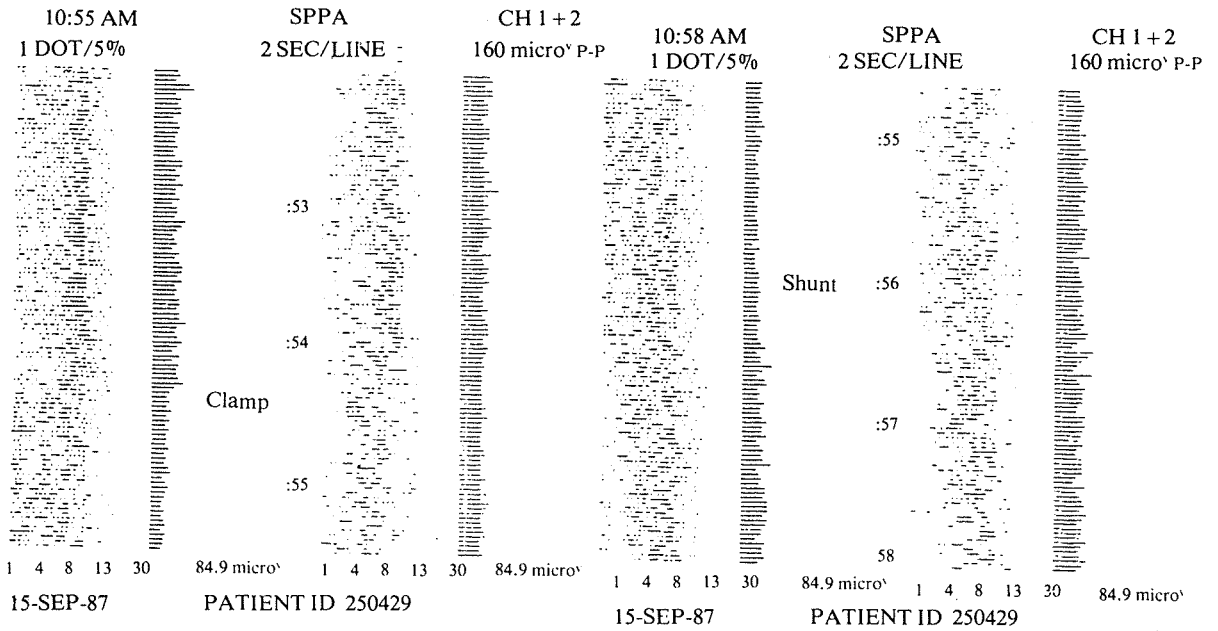 10:55 AM SPPA CH 1 + 2
1 DOT/5% 2 SEC/LINE 160 micro^v P-P
:53
:54
Clamp
:55
1 4 8 13 30 84.9 micro^v 1 4 8 13 30 84.9 micro^v
15-SEP-87 PATIENT ID 250429
10:58 AM SPPA CH 1 + 2
1 DOT/5% 2 SEC/LINE 160 micro^v P-P
:55
Shunt :56
:57
58
1 4 8 13 30 84.9 micro^v 1 4 8 13 30 84.9 micro^v
15-SEP-87 PATIENT ID 250429